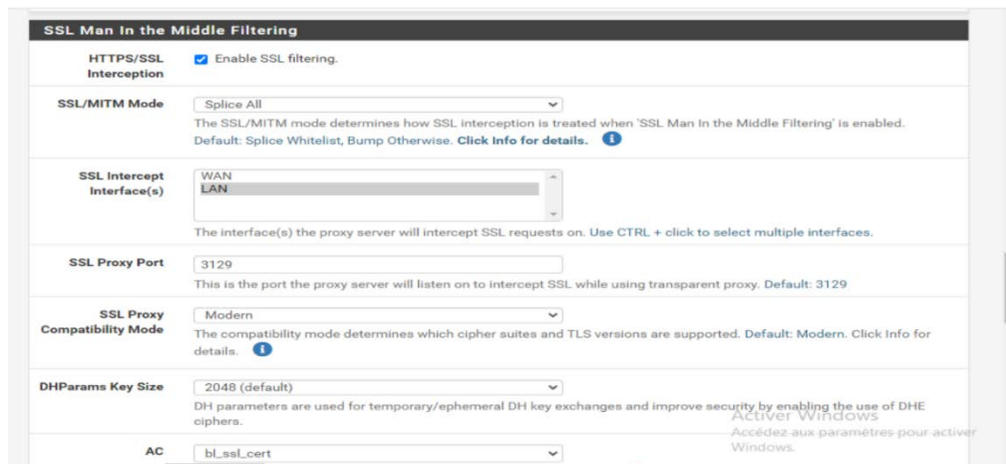 SSL Man In the Middle Filtering
HTTPS/SSL Interception
Enable SSL filtering.
SSL/MITM Mode
Splice All
The SSL/MITM mode determines how SSL interception is treated when 'SSL Man In the Middle Filtering' is enabled.
Default: Splice Whitelist, Bump Otherwise. Click Info for details.
SSL Intercept Interface(s)
WAN
LAN
The interface(s) the proxy server will intercept SSL requests on. Use CTRL + click to select multiple interfaces.
SSL Proxy Port
3129
This is the port the proxy server will listen on to intercept SSL while using transparent proxy. Default: 3129
SSL Proxy Compatibility Mode
Modern
The compatibility mode determines which cipher suites and TLS versions are supported. Default: Modern. Click Info for
details.
DHParams Key Size
2048 (default)
DH parameters are used for temporary/ephemeral DH key exchanges and improve security by enabling the use of DHE
ciphers.
Activer Windows
Accédez aux paramètres pour activer
Windows.
AC
bl_ssl_cert